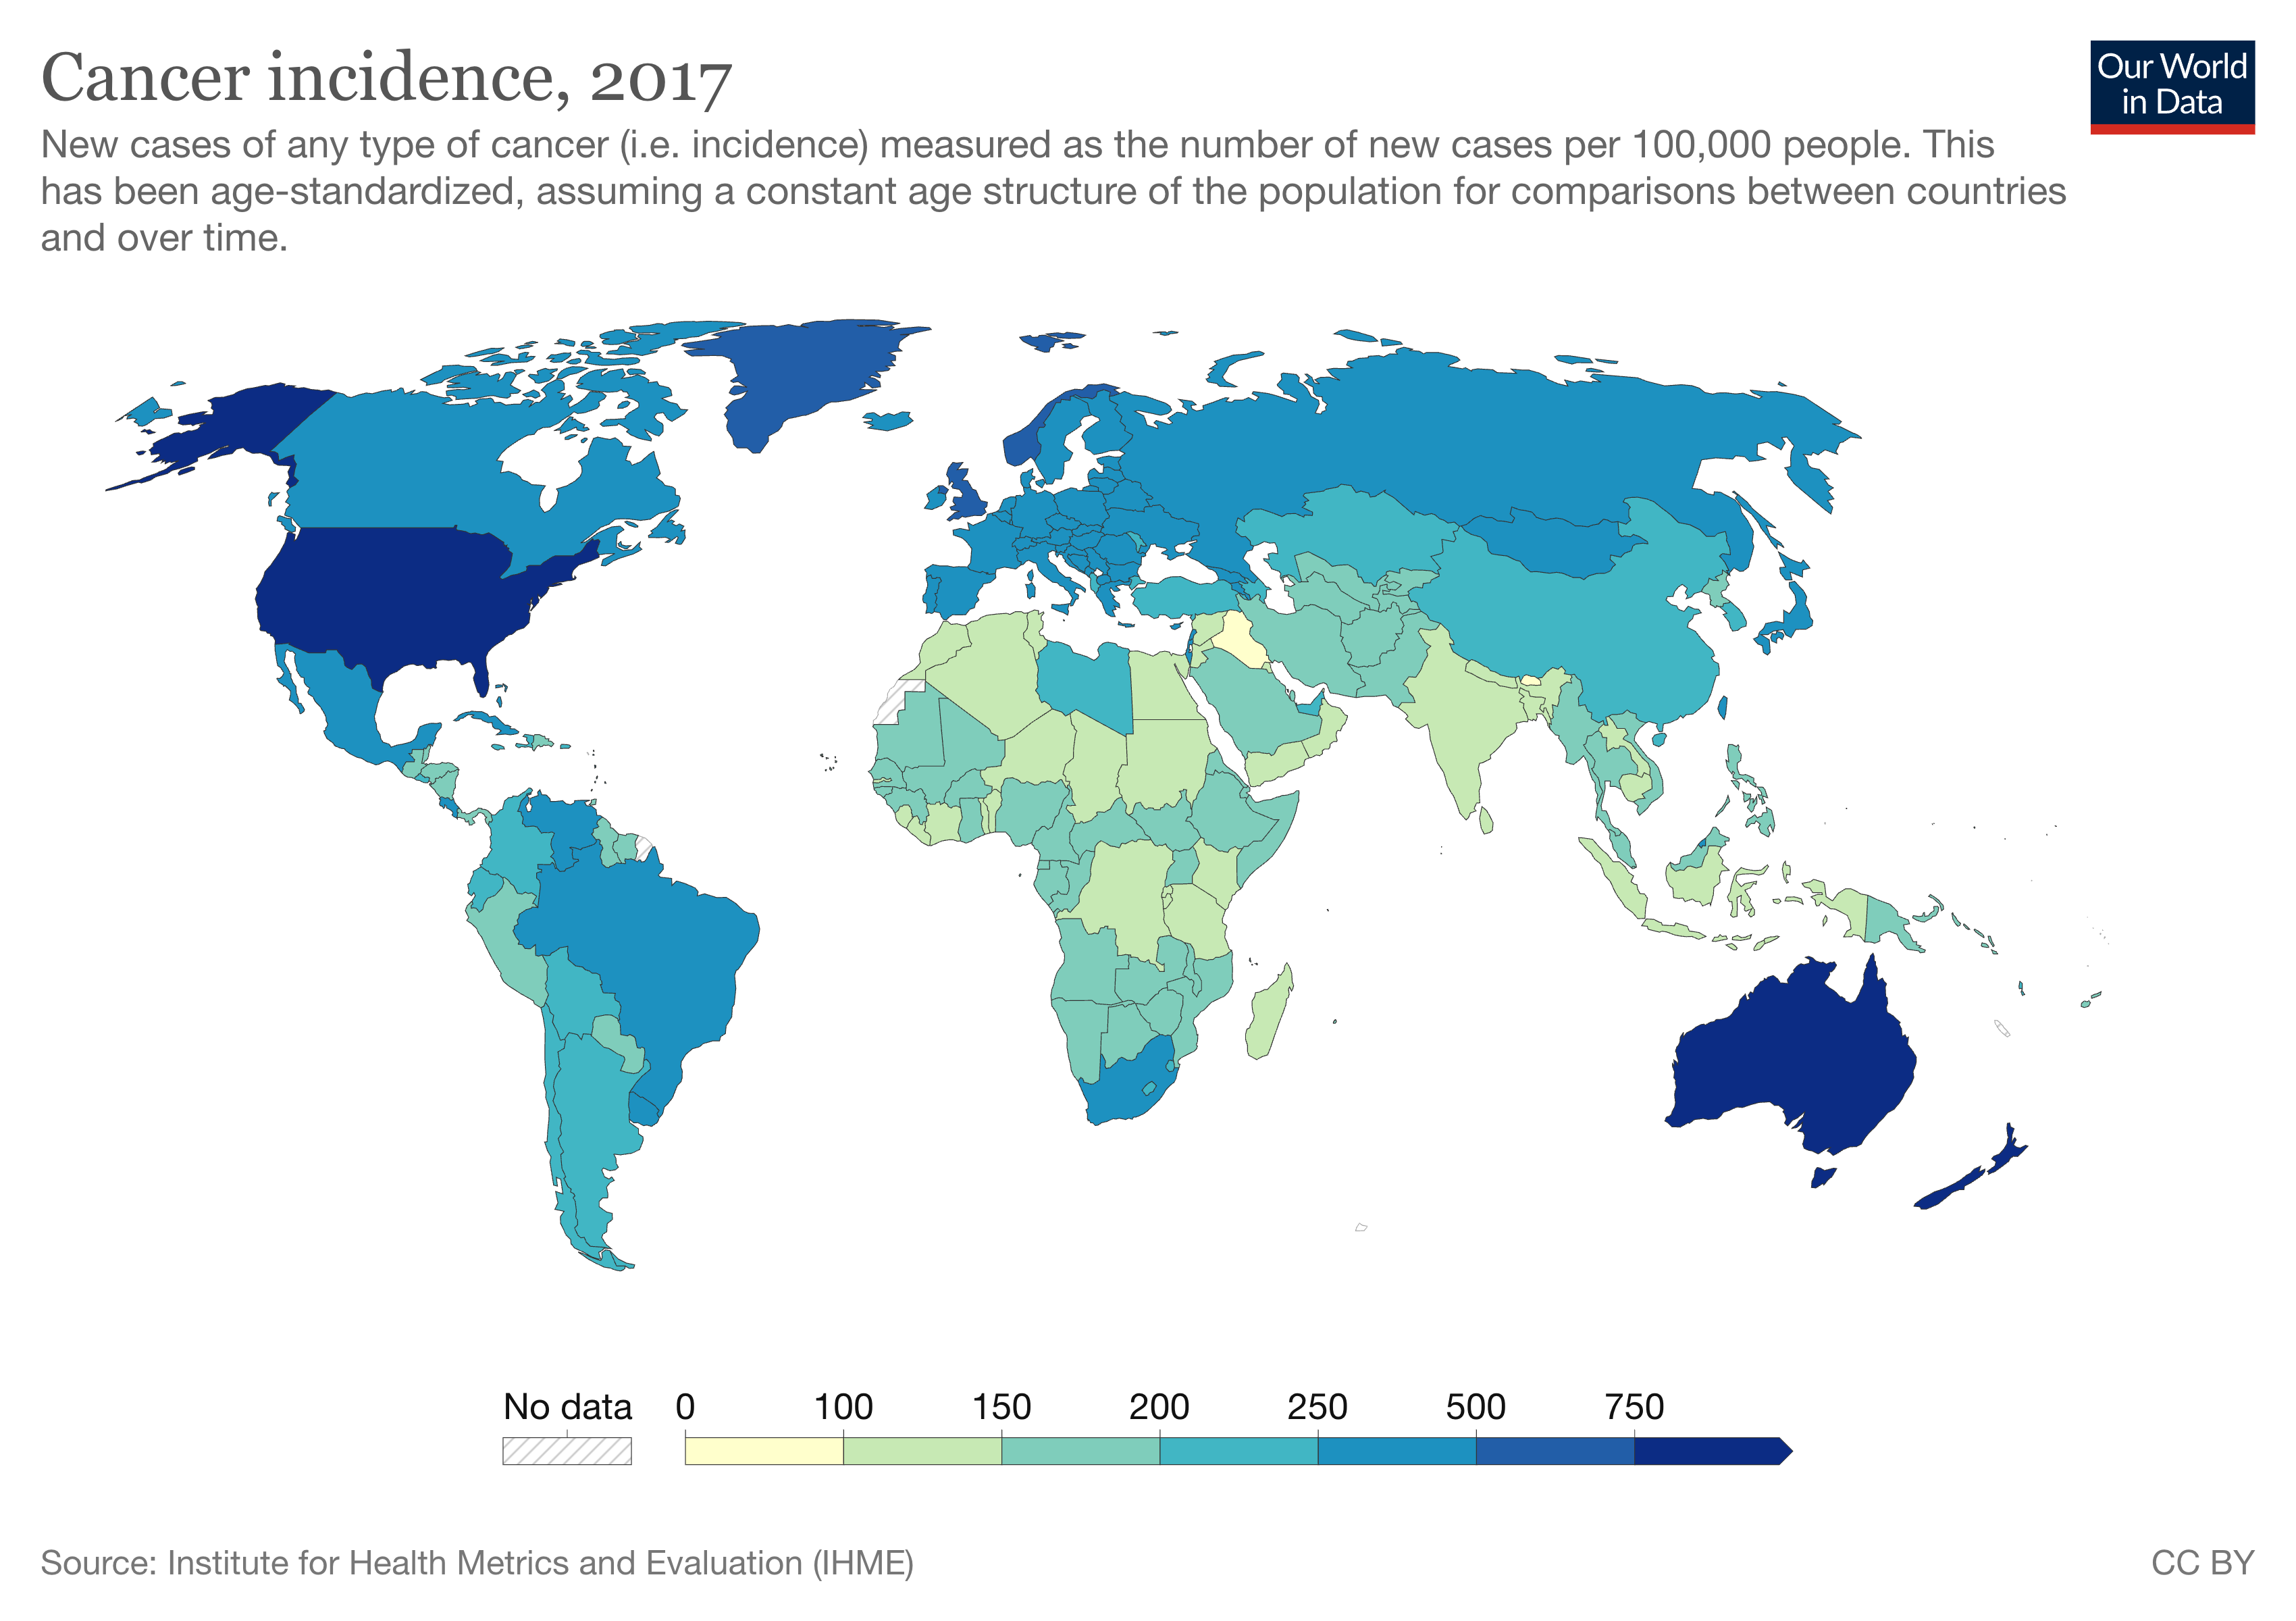 Cancer incidence, 2017
Our World
in Data
New cases of any type of cancer (i.e. incidence) measured as the number of new cases per 100,000 people. This
has been age-standardized, assuming a constant age structure of the population for comparisons between countries
and over time.
No data 0 100 150 200 250 500 750
Source: Institute for Health Metrics and Evaluation (IHME) CC BY